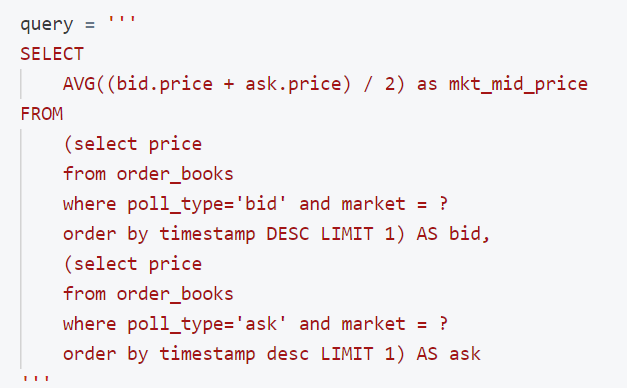 query = '''
SELECT
AVG((bid.price + ask.price) / 2) as mkt_mid_price
FROM
(select price
from order_books
where poll_type='bid' and market = ?
order by timestamp DESC LIMIT 1) AS bid,
(select price
from order_books
where poll_type='ask' and market = ?
order by timestamp desc LIMIT 1) AS ask
'''